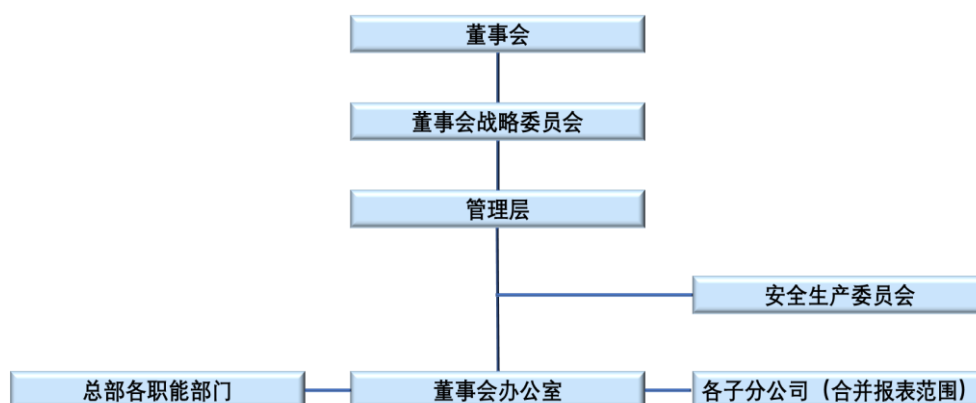 董事会
董事会战略委员会
管理层
安全生产委员会
总部各职能部门
董事会办公室
各子分公司（合并报表范围）